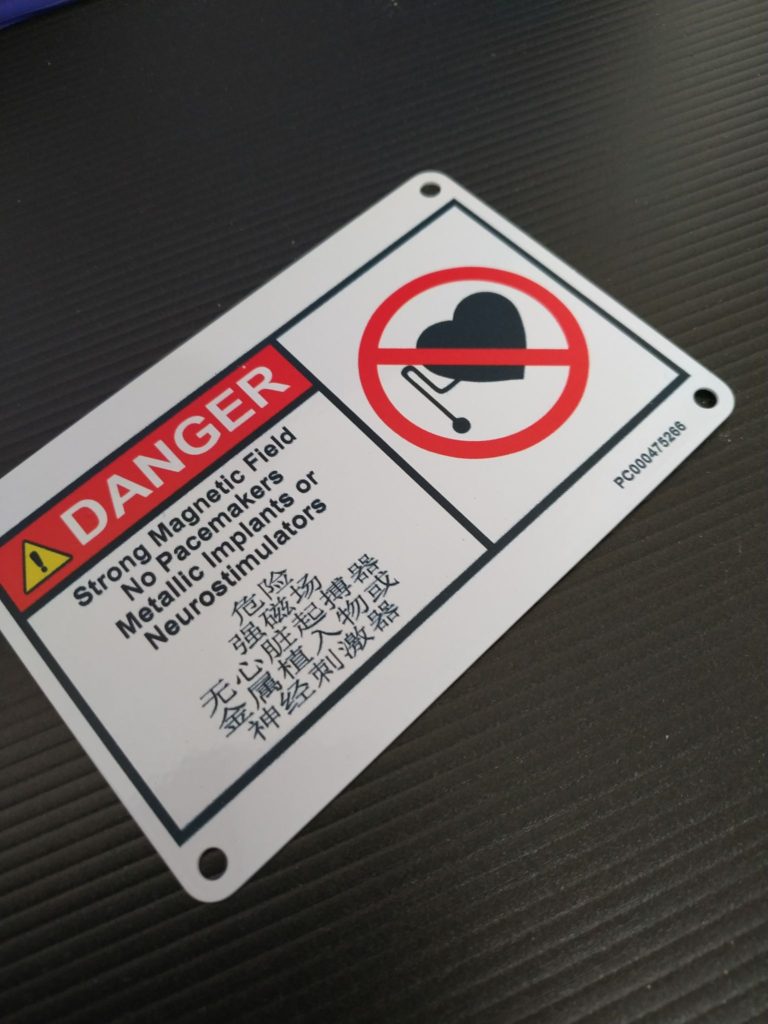 DANGER
Strong Magnetic Field
No Pacemakers
Metallic Implants or
Neurostimulators
危险
强磁场
无心脏起搏器
金属植入物或
神经刺激器
PC000475266